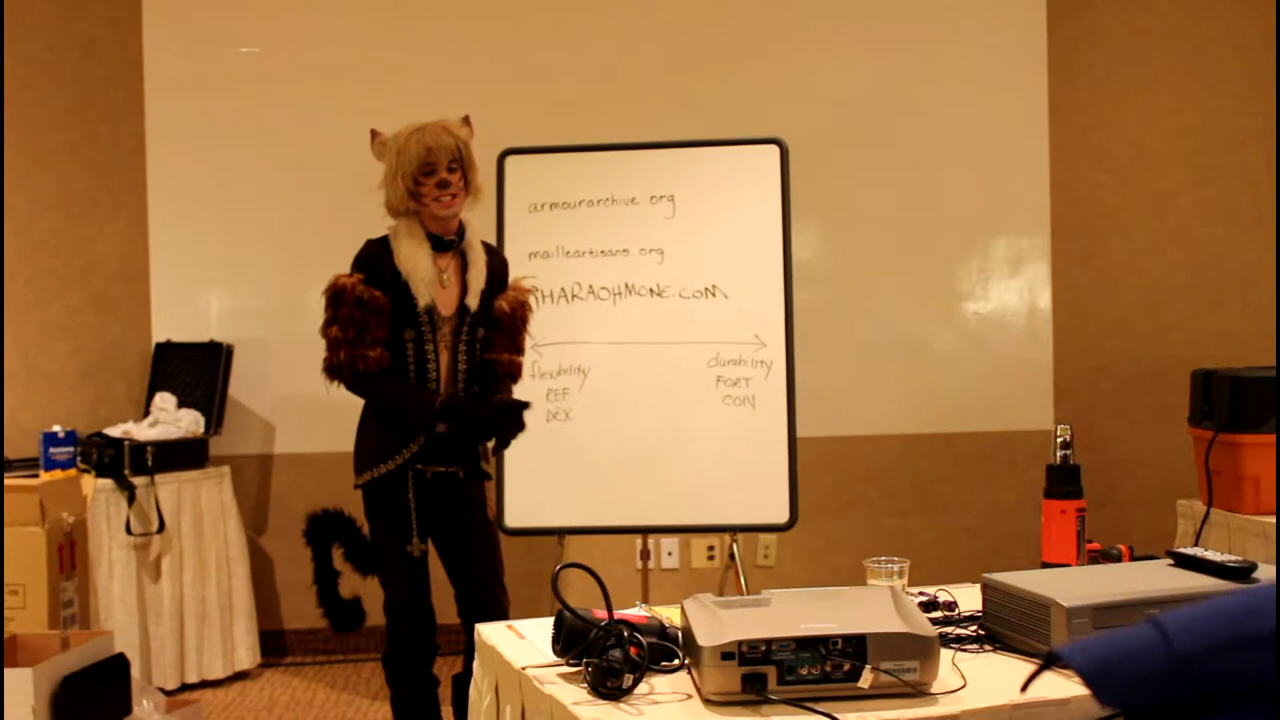 armourarchive.org
mailleartisans.org
PHARAOHMONE.COM
flexibility durability
REF FORT
DEX CON